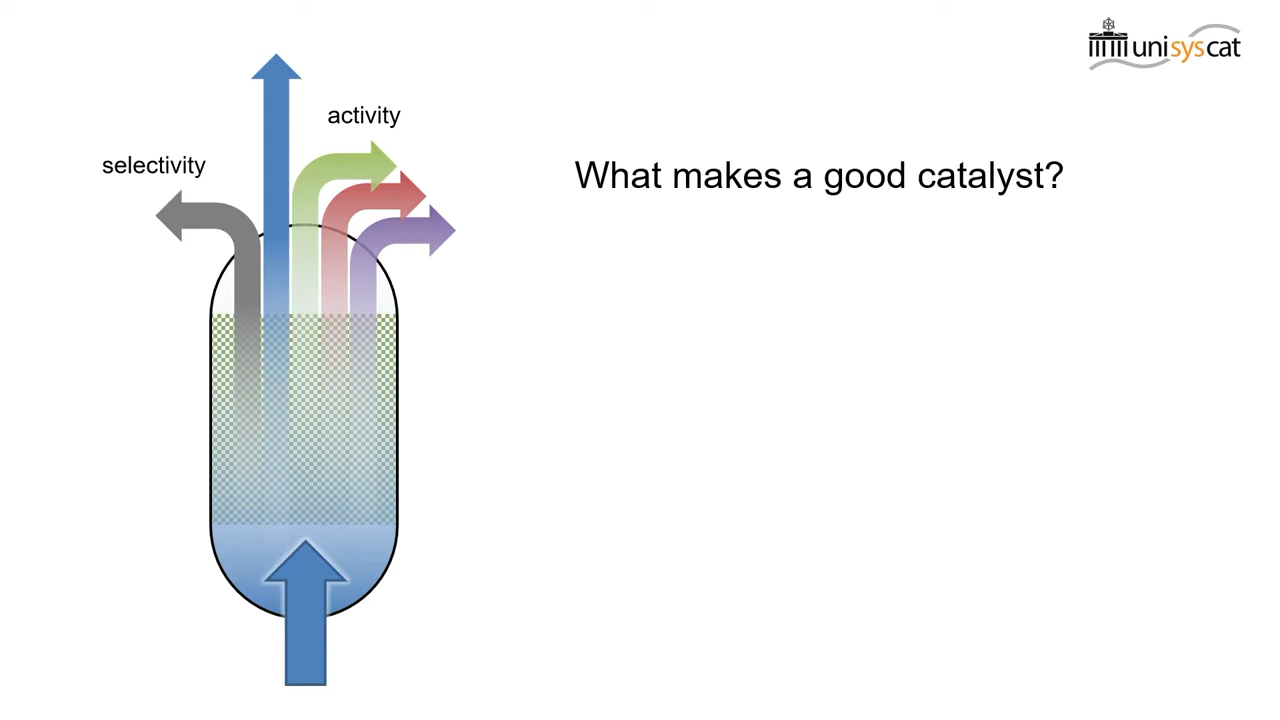 unisyscat
activity
selectivity
What makes a good catalyst?